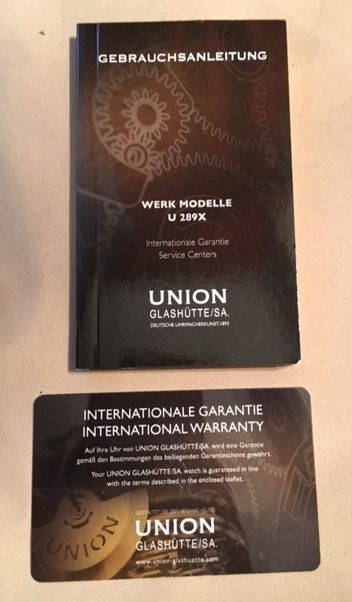 GEBRAUCHSANLEITUNG
WERK MODELLE
U 289X
Internationale Garantie
Service Centers
UNION
GLASHÜTTE/SA.
DEUTSCHE UHRMACHERKUNST.1893
INTERNATIONALE GARANTIE
INTERNATIONAL WARRANTY
Auf Ihre Uhr von UNION GLASHÜTTE/SA. wird eine Garantie
gemäß den Bestimmungen des beiliegenden Garantiescheins gewährt.
Your UNION GLASHÜTTE/SA. watch is guaranteed in line
with the terms described in the enclosed leaflet.
UNION
UNION
GLASHÜTTE/SA.
www.union-glashuette.com